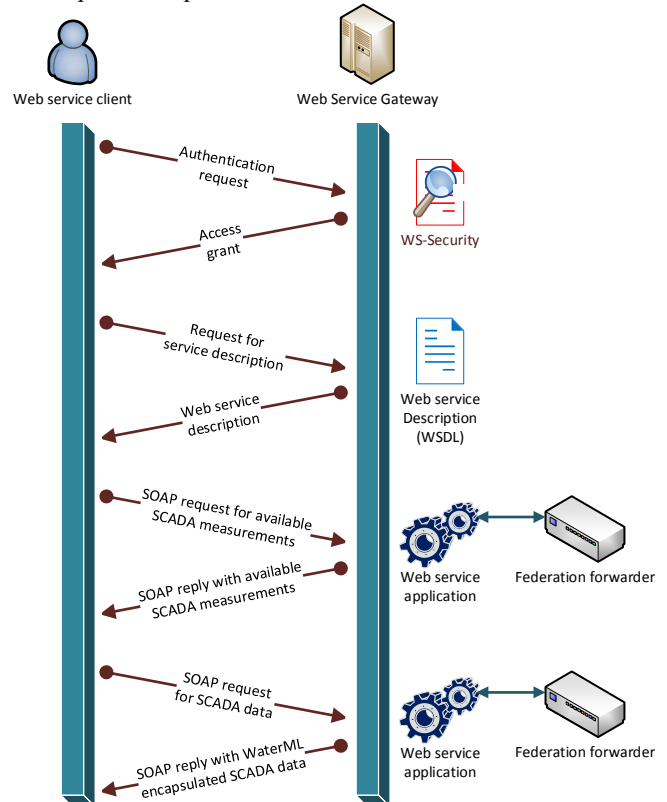 Web service client
Web Service Gateway
Authentication
request
WS-Security
Access
grant
Request for
service description
Web service
Description
(WSDL)
Web service
description
SOAP request for available
SCADA measurements
Web service
application
Federation forwarder
SOAP reply with available
SCADA measurements
SOAP request
for SCADA data
Web service
application
Federation forwarder
SOAP reply with WaterML
encapsulated SCADA data